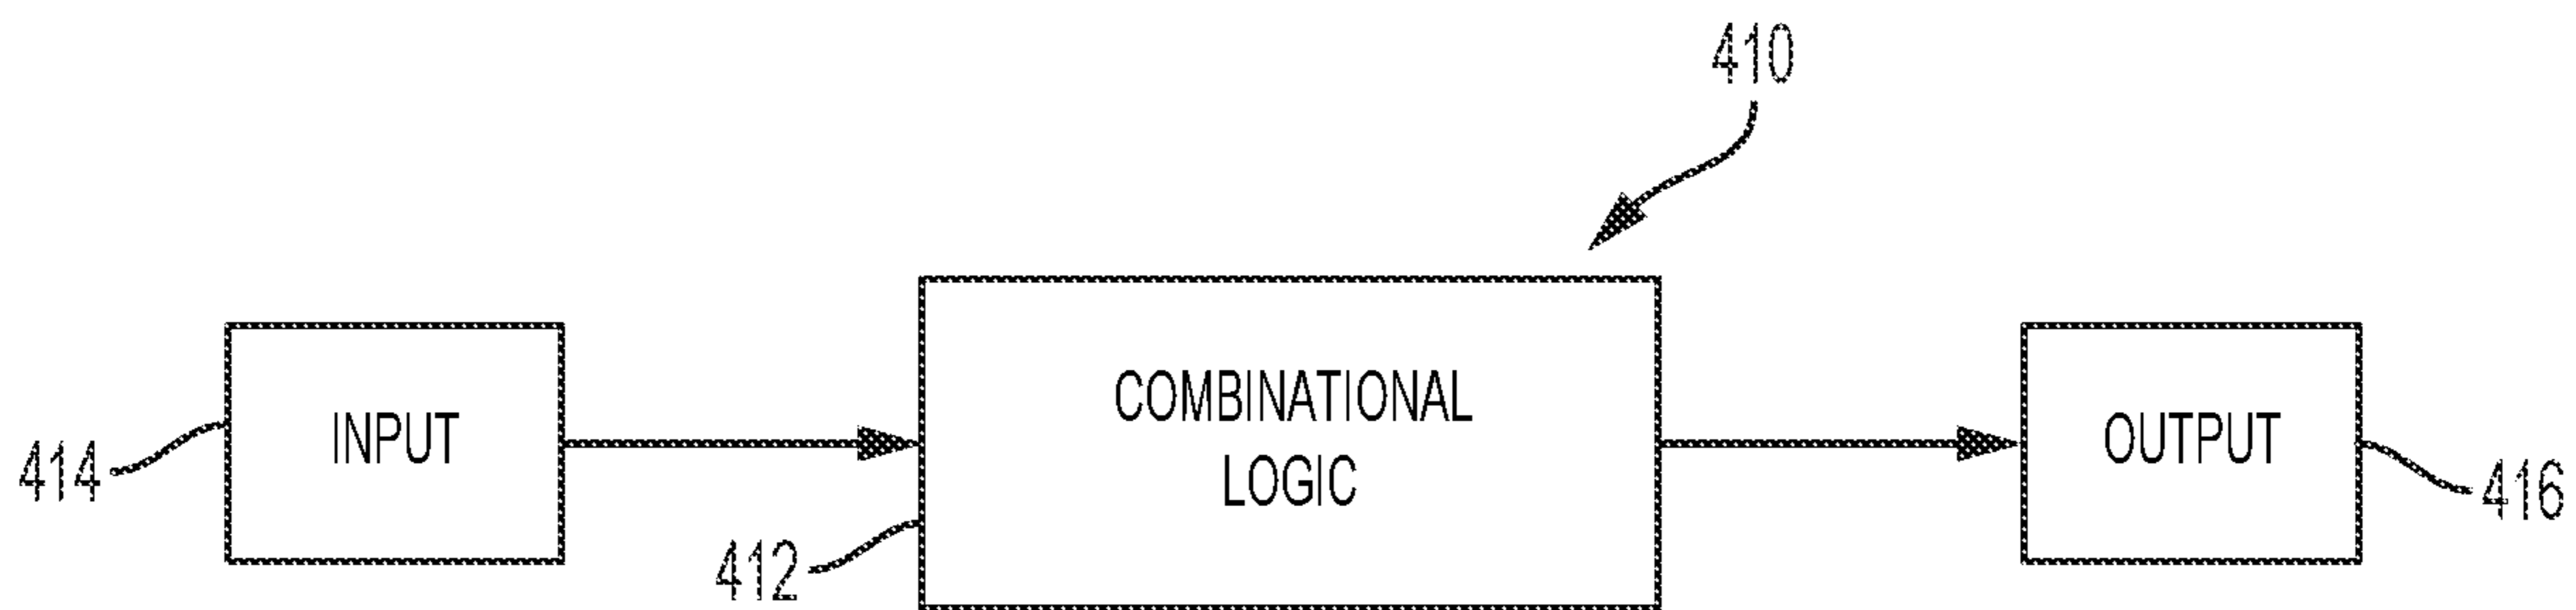 410
INPUT
COMBINATIONAL
LOGIC
OUTPUT
414
412
416